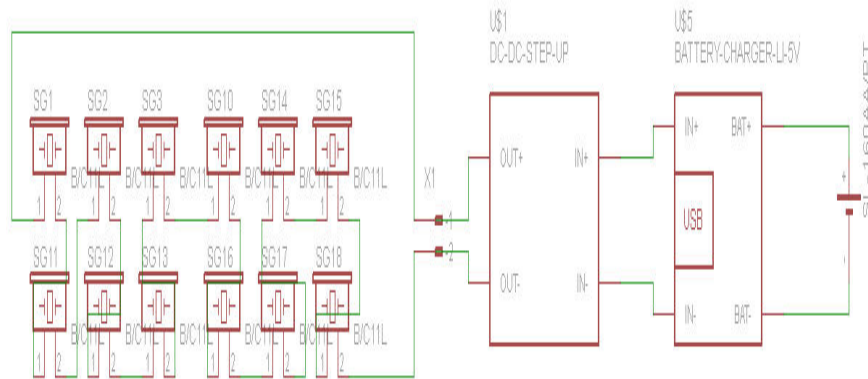 U$1
DC-DC-STEP-UP
U$5
BATTERY-CHARGER-LI-5V
SG1 SG2 SG3 SG10 SG14 SG15
B/C11L B/C11L B/C11L B/C11L B/C11L B/C11L
1 2 1 2 1 2 1 2 1 2 1 2
X1
-1
-2
SG11 SG12 SG13 SG16 SG17 SG18
B/C11L B/C11L B/C11L B/C11L B/C11L B/C11L
1 2 1 2 1 2 1 2 1 2 1 2
OUT+ IN+
OUT- IN-
IN+ BAT+
USB
IN- BAT-
+
-